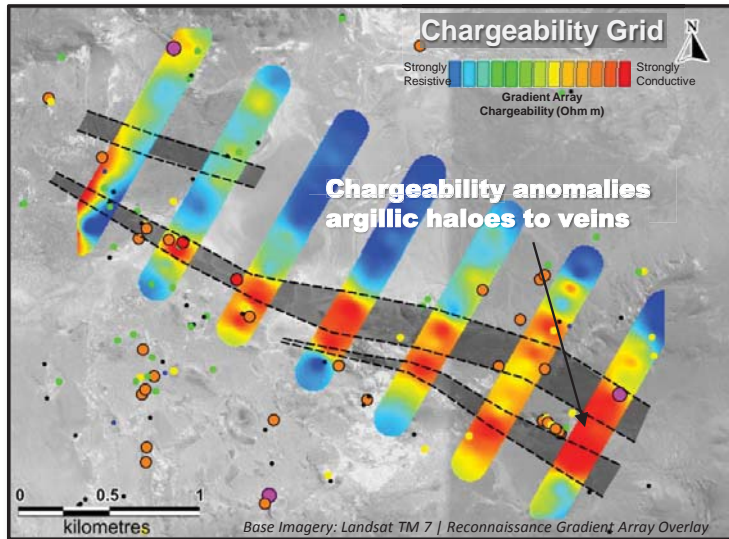 Chargeability Grid
N
Strongly
Resistive
Strongly
Conductive
Gradient Array
Chargeability (Ohm m)
Chargeability anomalies
argillic haloes to veins
0 0.5 1
kilometres
Base Imagery: Landsat TM 7 | Reconnaissance Gradient Array Overlay